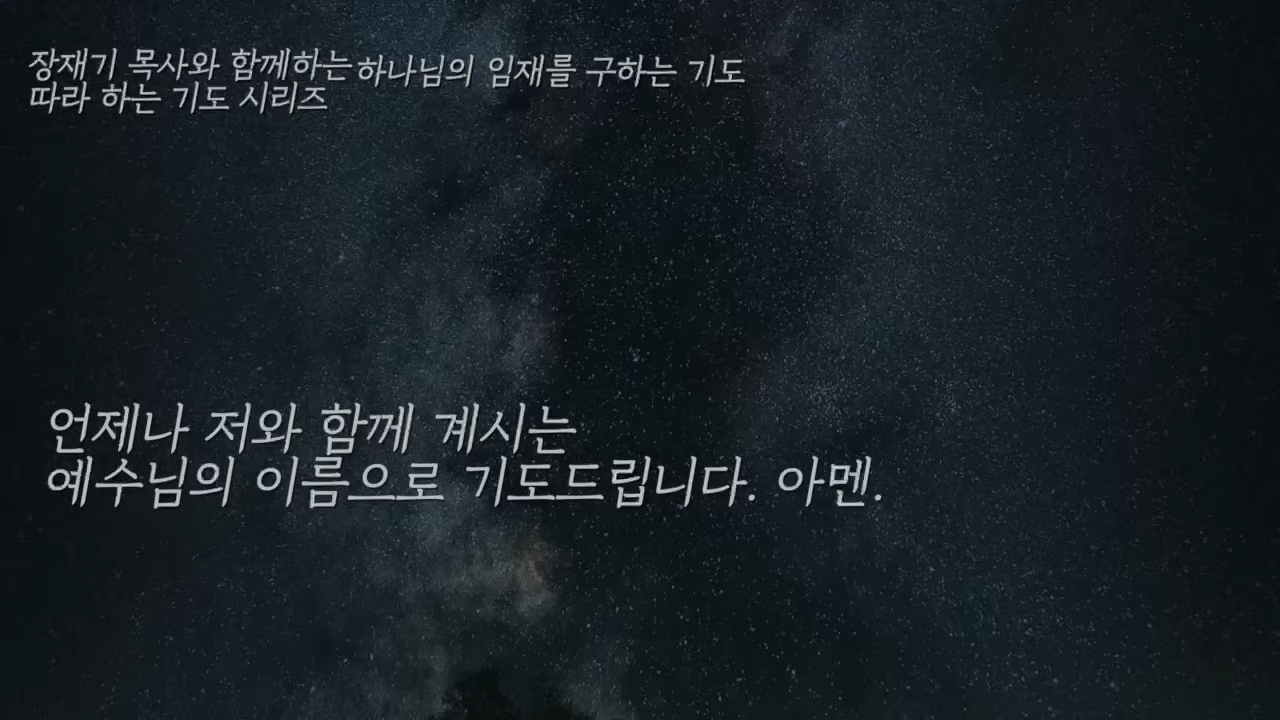 장재기 목사와 함께하는
따라 하는 기도 시리즈
하나님의 임재를 구하는 기도
언제나 저와 함께 계시는
예수님의 이름으로 기도드립니다. 아멘.